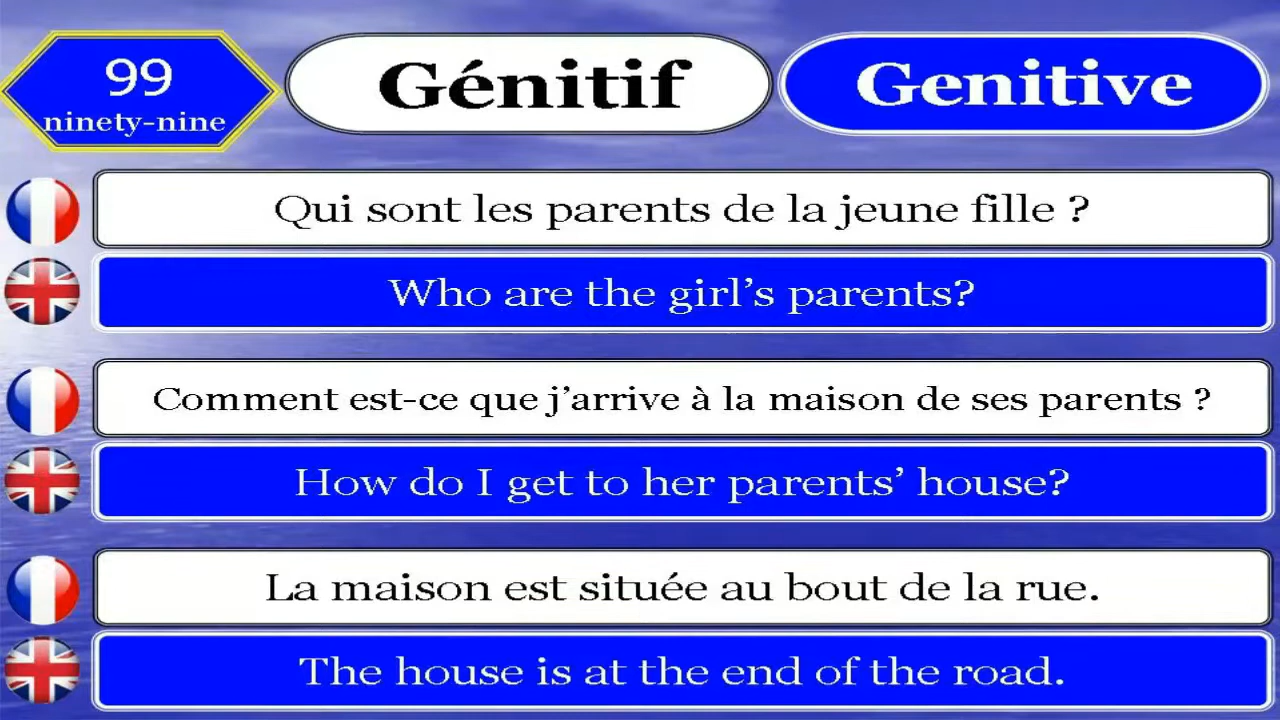 99
ninety-nine
Génitif
Genitive
Qui sont les parents de la jeune fille ?
Who are the girl’s parents?
Comment est-ce que j’arrive à la maison de ses parents ?
How do I get to her parents’ house?
La maison est située au bout de la rue.
The house is at the end of the road.